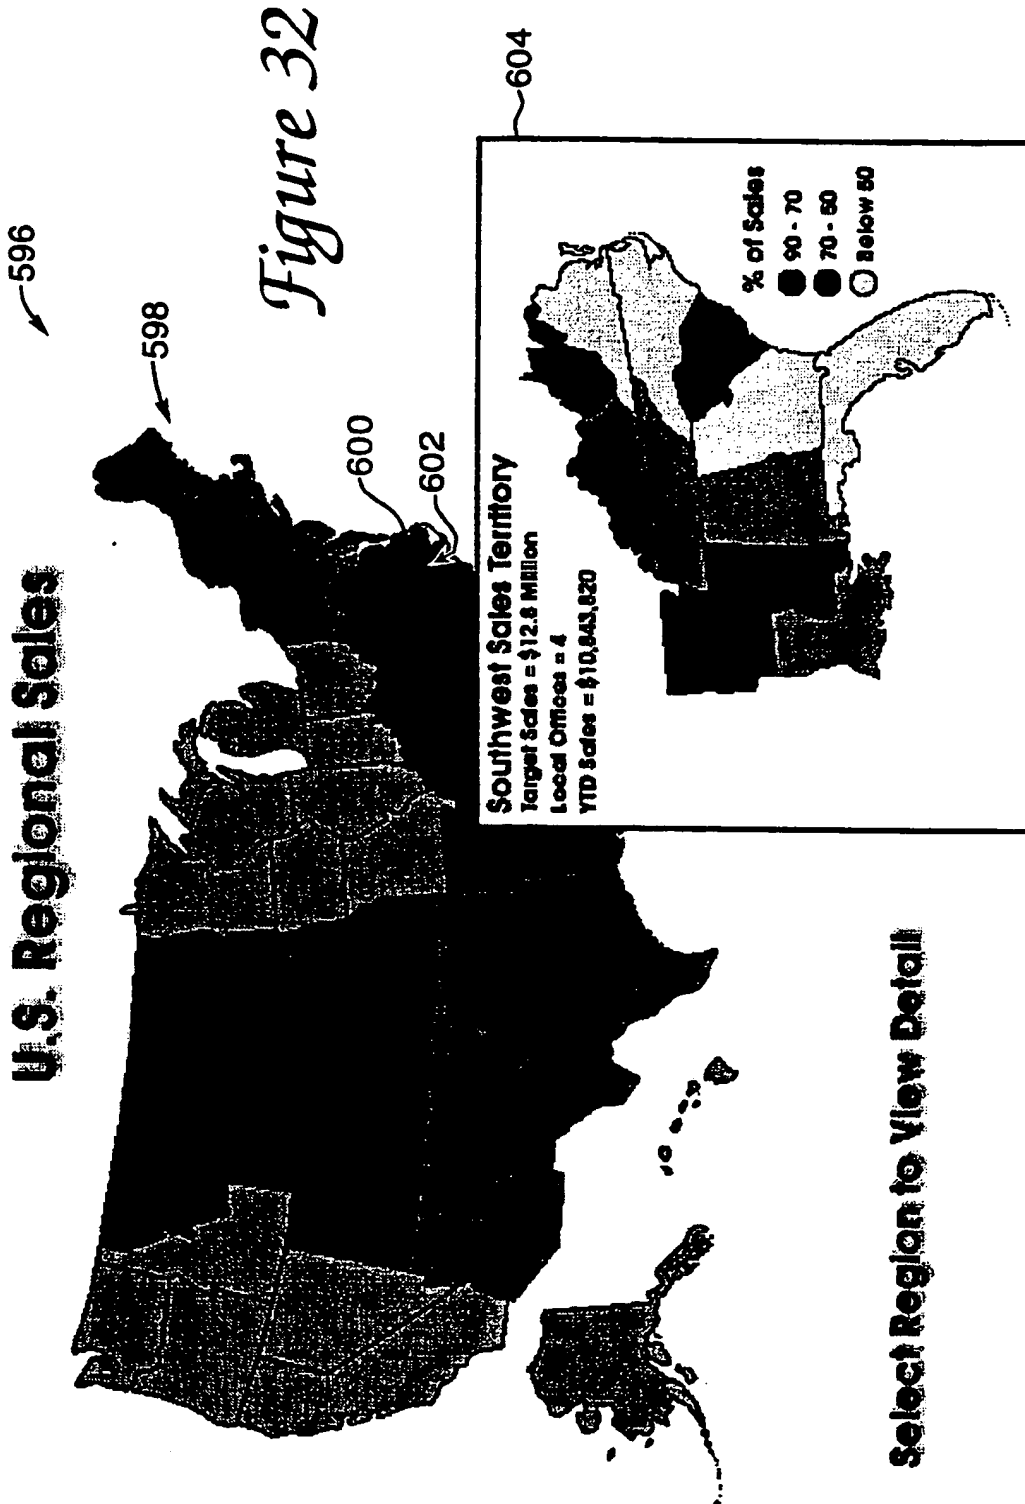 U.S. Regional Sales
596
598
Figure 32
600
602
604
Southwest Sales Territory
Target Sales = $12.8 Million
Local Offices = 4
YTD Sales = $10,843,820
% of Sales
90 - 70
70 - 50
Below 50
Select Region to View Detail